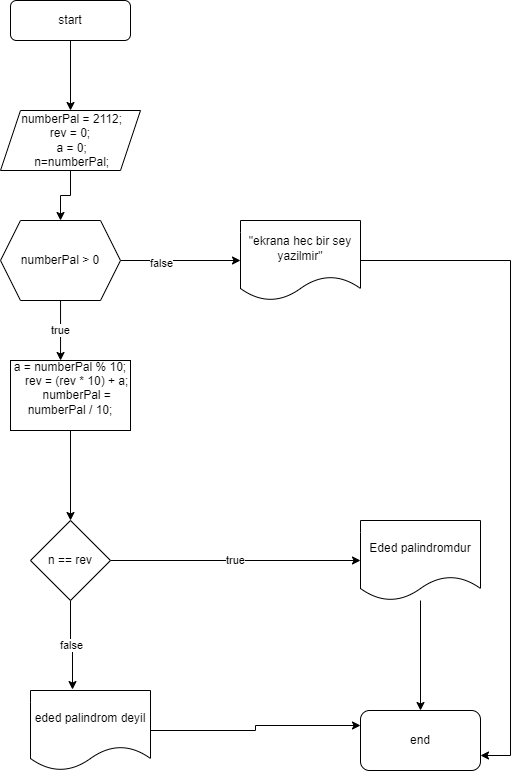 start
numberPal = 2112;
rev = 0;
a = 0;
n=numberPal;
numberPal > 0
false
"ekrana hec bir sey
yazilmir"
true
a = numberPal % 10;
rev = (rev * 10) + a;
numberPal =
numberPal / 10;
n == rev
true
Eded palindromdur
false
eded palindrom deyil
end